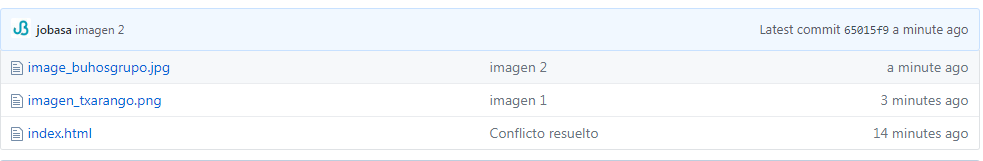 jobasa imagen 2 Latest commit 65015f9 a minute ago
image_buhosgrupo.jpg imagen 2 a minute ago
imagen_txarango.png imagen 1 3 minutes ago
index.html Conflicto resuelto 14 minutes ago